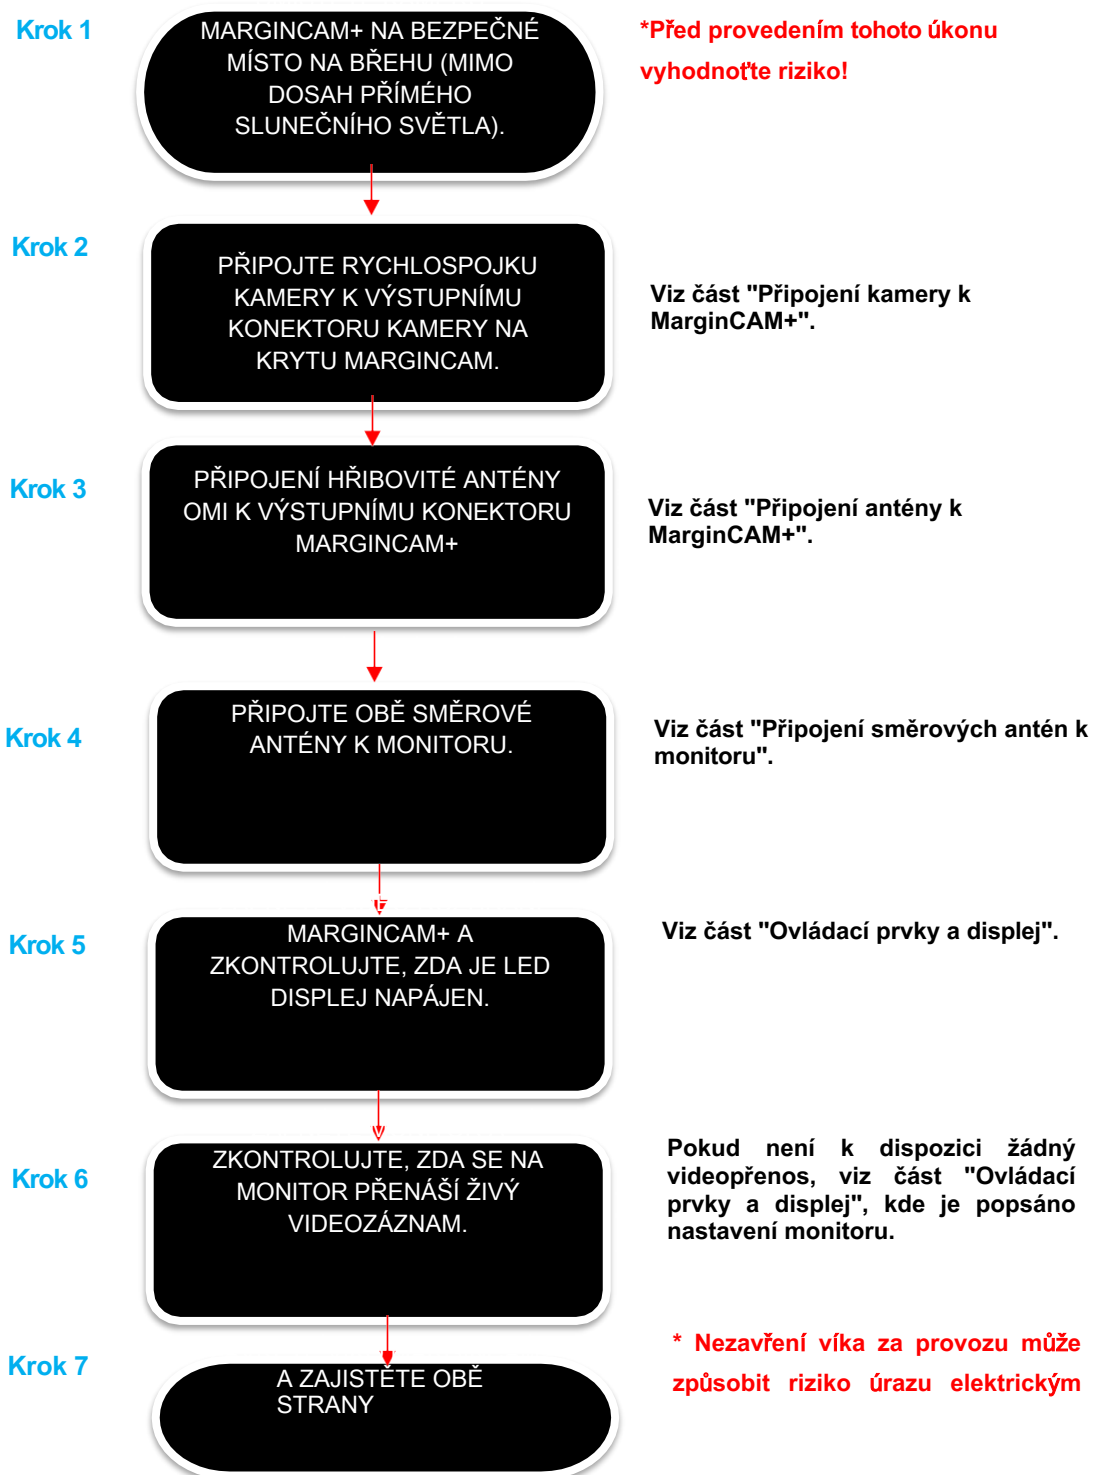 Krok 1
MARGINCAM+ NA BEZPEČNÉ
MÍSTO NA BŘEHU (MIMO
DOSAH PŘÍMÉHO
SLUNEČNÍHO SVĚTLA).
*Před provedením tohoto úkonu
vyhodnoťte riziko!
Krok 2
PŘIPOJTE RYCHLOSPOJKU
KAMERY K VÝSTUPNÍMU
KONEKTORU KAMERY NA
KRYTU MARGINCAM.
Viz část "Připojení kamery k
MarginCAM+".
Krok 3
PŘIPOJENÍ HŘIBOVITÉ ANTÉNY
OMI K VÝSTUPNÍMU KONEKTORU
MARGINCAM+
Viz část "Připojení antény k
MarginCAM+".
Krok 4
PŘIPOJTE OBĚ SMĚROVÉ
ANTÉNY K MONITORU.
Viz část "Připojení směrových antén k
monitoru".
Krok 5
MARGINCAM+ A
ZKONTROLUJTE, ZDA JE LED
DISPLEJ NAPÁJEN.
Viz část "Ovládací prvky a displej".
Krok 6
ZKONTROLUJTE, ZDA SE NA
MONITOR PŘENÁŠÍ ŽIVÝ
VIDEOZÁZNAM.
Pokud není k dispozici žádný
videopřenos, viz část "Ovládací
prvky a displej", kde je popsáno
nastavení monitoru.
Krok 7
A ZAJISTĚTE OBĚ
STRANY
* Nezavření víka za provozu může
způsobit riziko úrazu elektrickým